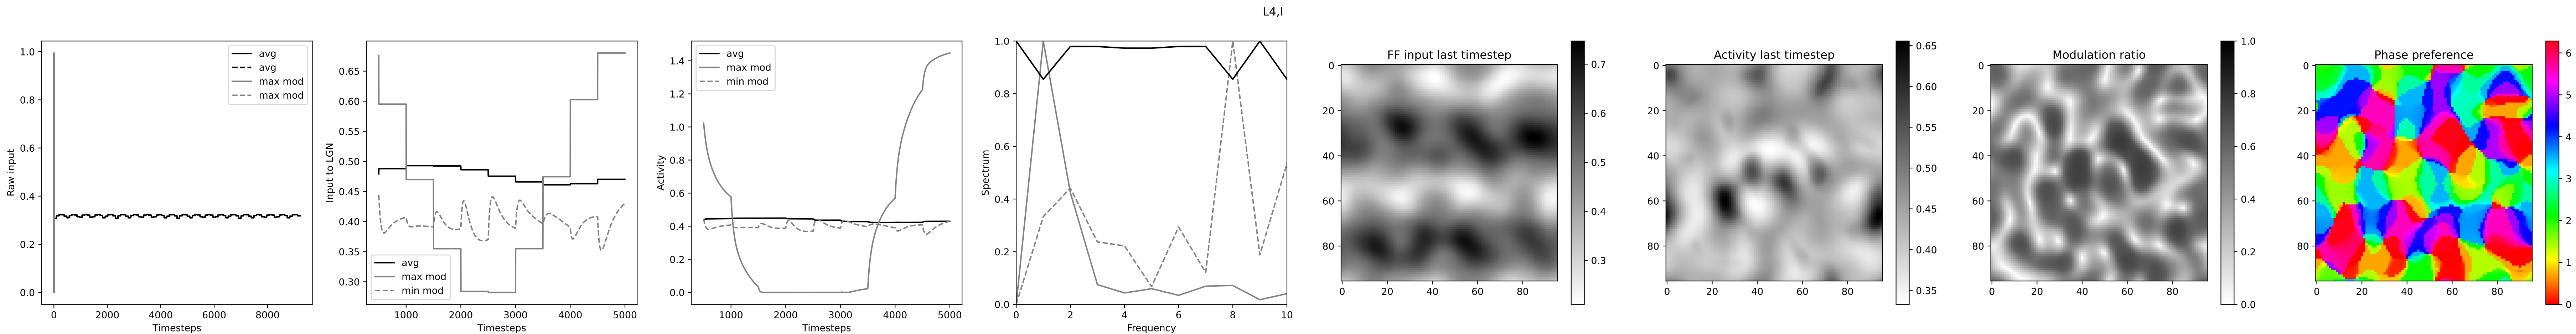 L4,I
Raw input
1.0
0.8
0.6
0.4
0.2
0.0
avg
avg
max mod
max mod
0 2000 4000 6000 8000
Timesteps
Input to LGN
0.65
0.60
0.55
0.50
0.45
0.40
0.35
0.30
avg
max mod
min mod
1000 2000 3000 4000 5000
Timesteps
Activity
1.4
1.2
1.0
0.8
0.6
0.4
0.2
0.0
avg
max mod
min mod
1000 2000 3000 4000 5000
Timesteps
Spectrum
1.0
0.8
0.6
0.4
0.2
0.0
0 2 4 6 8 10
Frequency
FF input last timestep
0
20
40
60
80
0 20 40 60 80
0.7
0.6
0.5
0.4
0.3
Activity last timestep
0
20
40
60
80
0 20 40 60 80
0.65
0.60
0.55
0.50
0.45
0.40
0.35
Modulation ratio
0
20
40
60
80
0 20 40 60 80
1.0
0.8
0.6
0.4
0.2
0.0
Phase preference
0
20
40
60
80
0 20 40 60 80
6
5
4
3
2
1
0